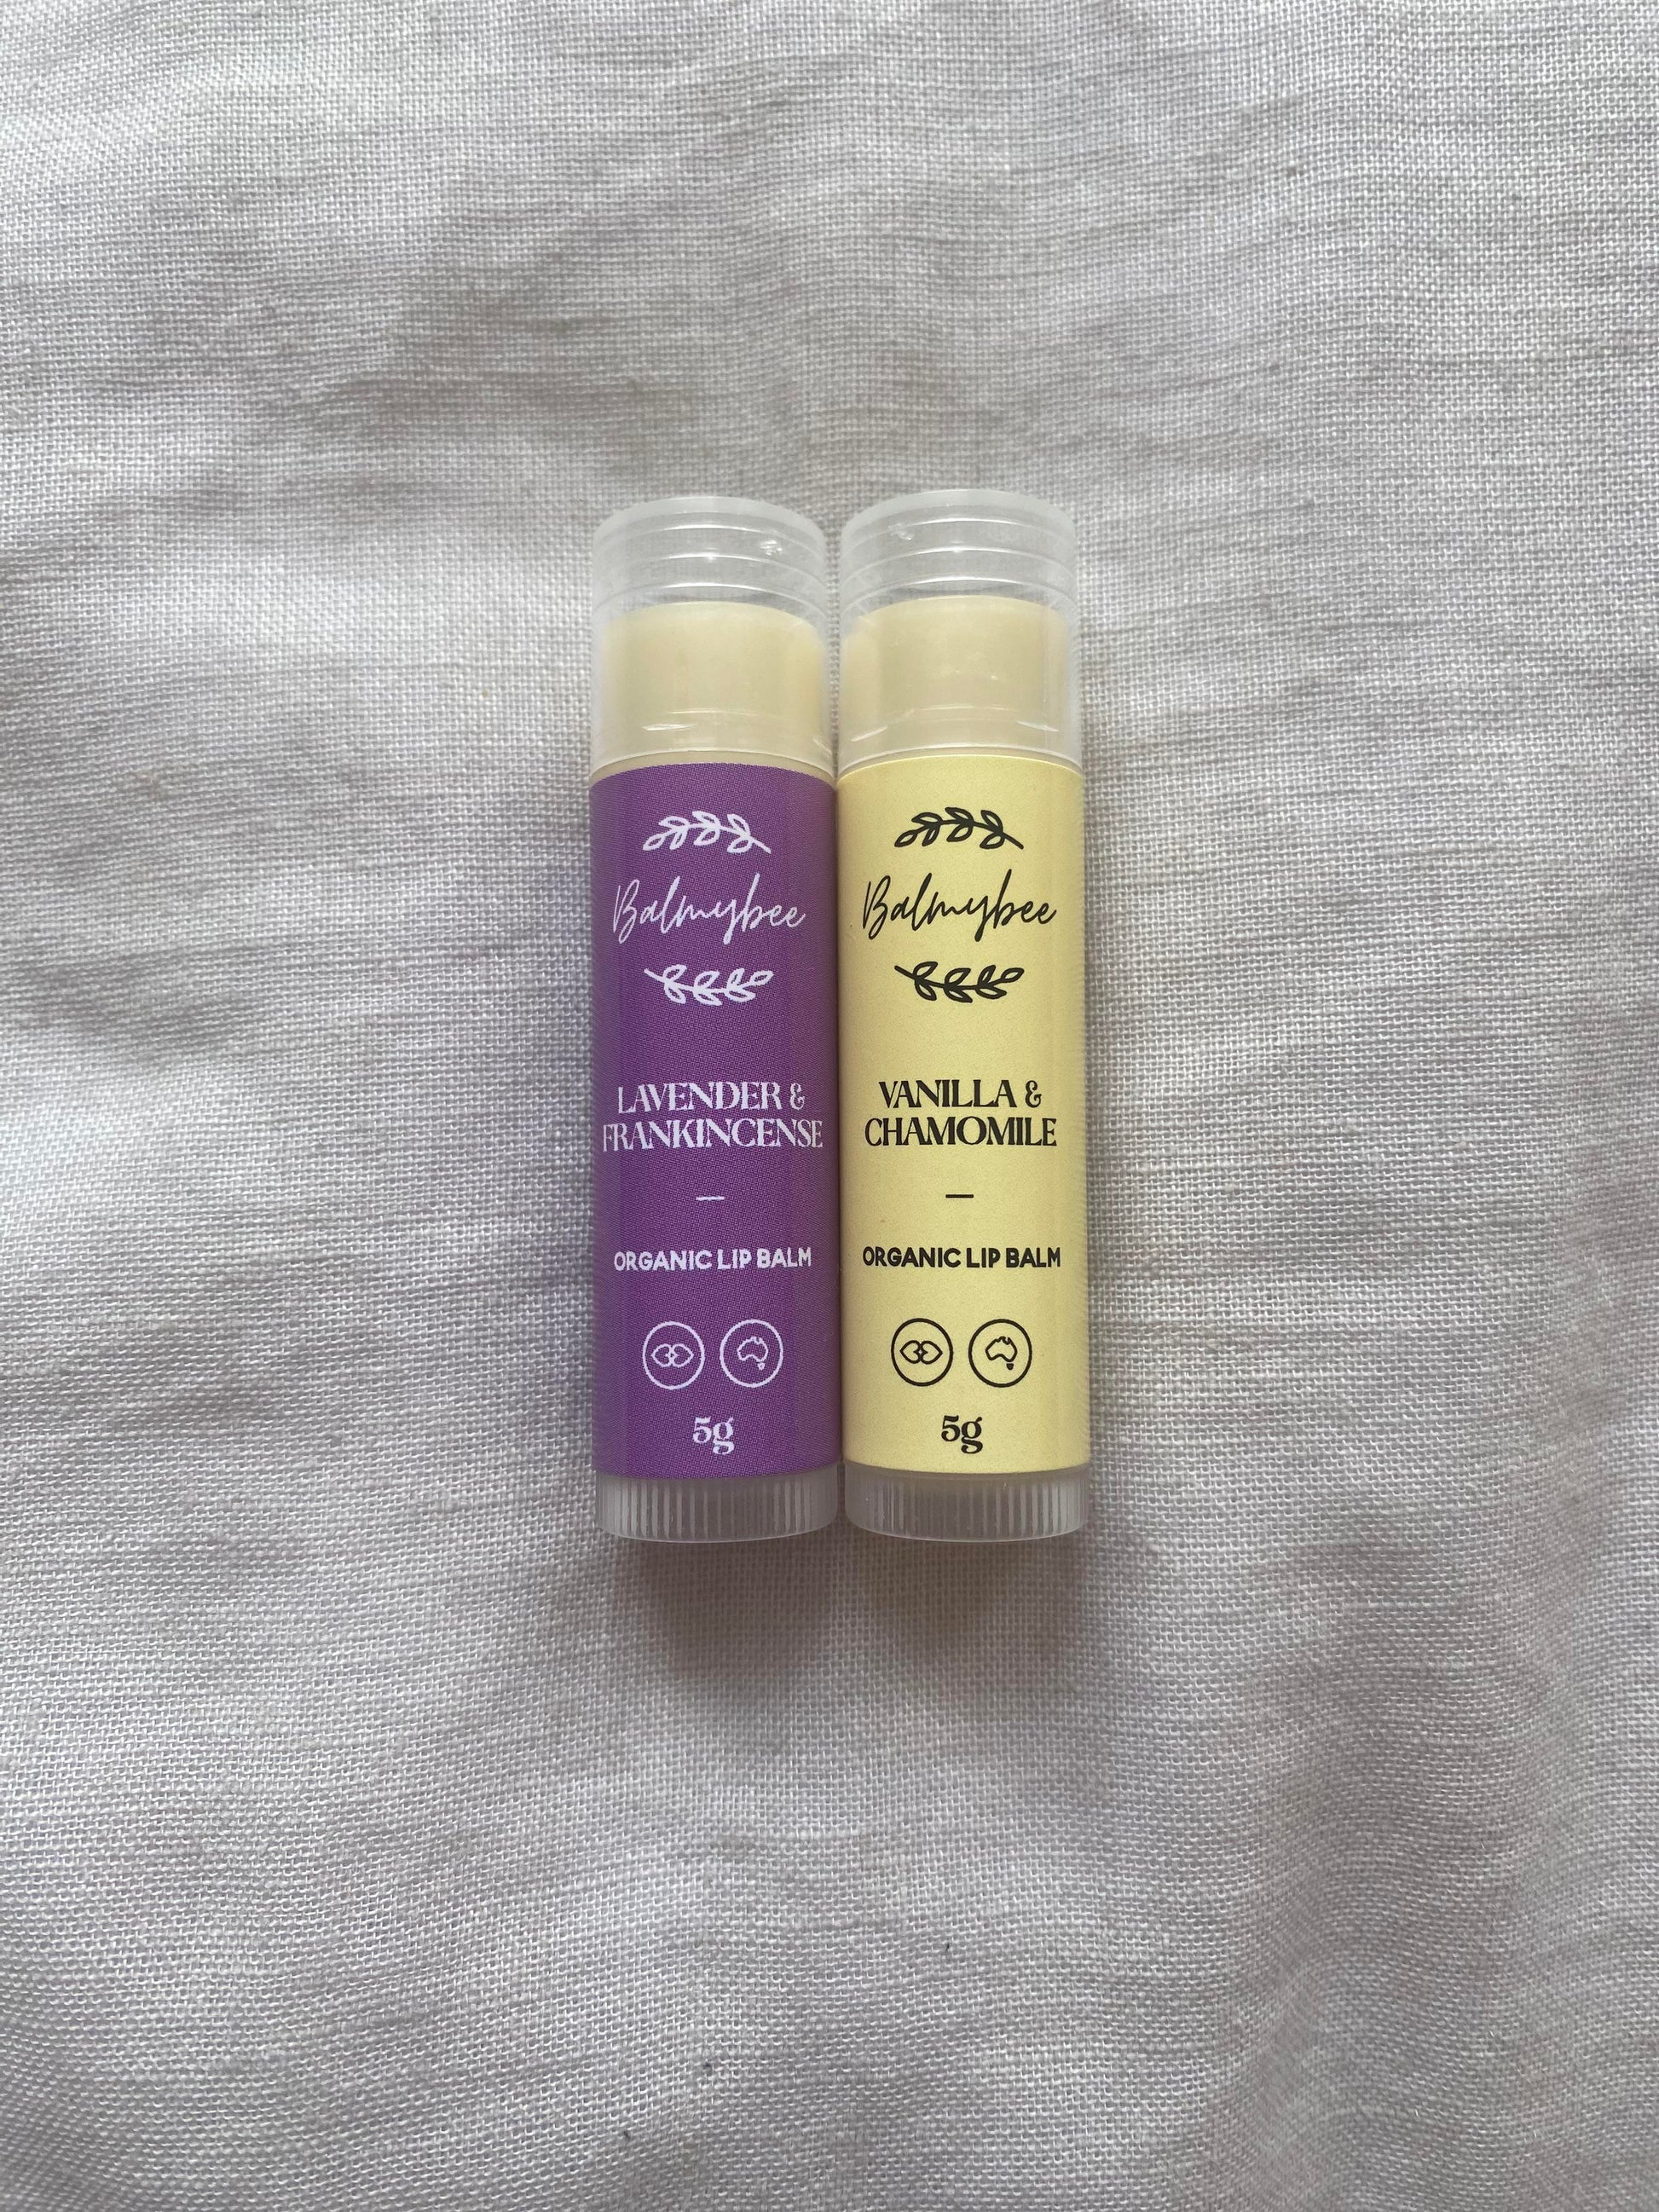 Balmybee
LAVENDER &
FRANKINCENSE
—
ORGANIC LIP BALM
5g
Balmybee
VANILLA &
CHAMOMILE
—
ORGANIC LIP BALM
5g